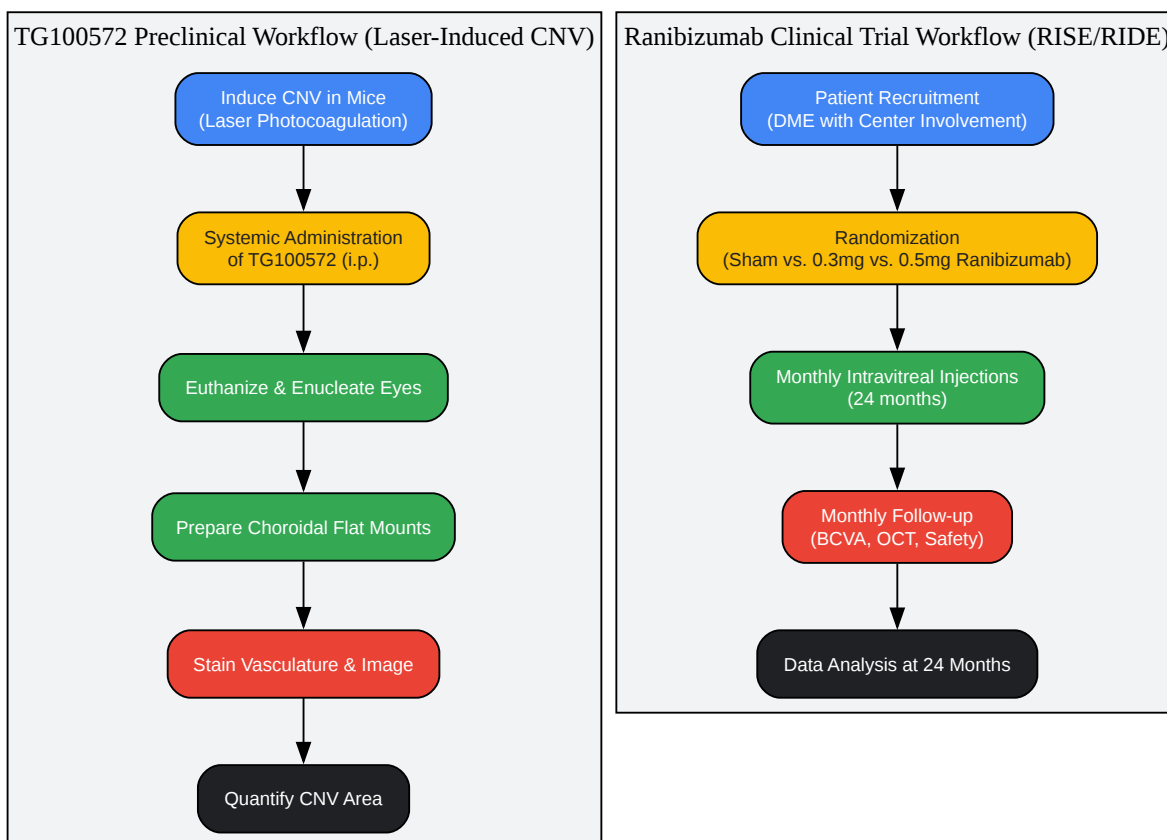 TG100572 Preclinical Workflow (Laser-Induced CNV)
Induce CNV in Mice
(Laser Photocoagulation)
Systemic Administration
of TG100572 (i.p.)
Euthanize & Enucleate Eyes
Prepare Choroidal Flat Mounts
Stain Vasculature & Image
Quantify CNV Area
Ranibizumab Clinical Trial Workflow (RISE/RIDE)
Patient Recruitment
(DME with Center Involvement)
Randomization
(Sham vs. 0.3mg vs. 0.5mg Ranibizumab)
Monthly Intravitreal Injections
(24 months)
Monthly Follow-up
(BCVA, OCT, Safety)
Data Analysis at 24 Months